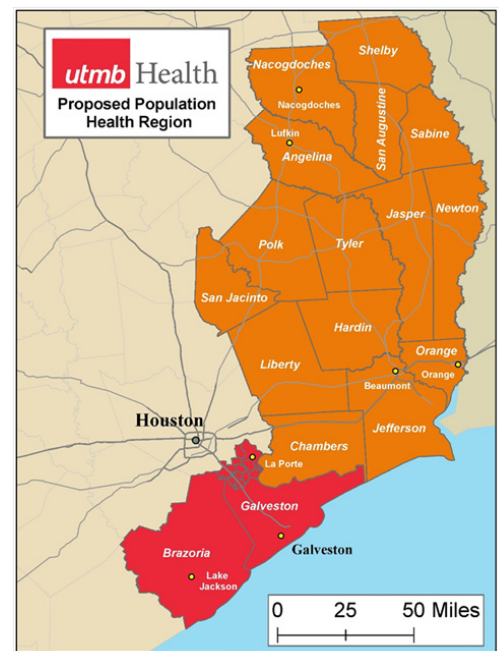 utmb Health
Proposed Population
Health Region
Shelby
Nacogdoches
Nacogdoches
San Augustine
Sabine
Lufkin
Angelina
Newton
Jasper
Polk
Tyler
San Jacinto
Hardin
Liberty
Orange
Orange
Beaumont
Houston
Jefferson
Chambers
La Porte
Galveston
Galveston
Brazoria
Lake
Jackson
0 25 50 Miles